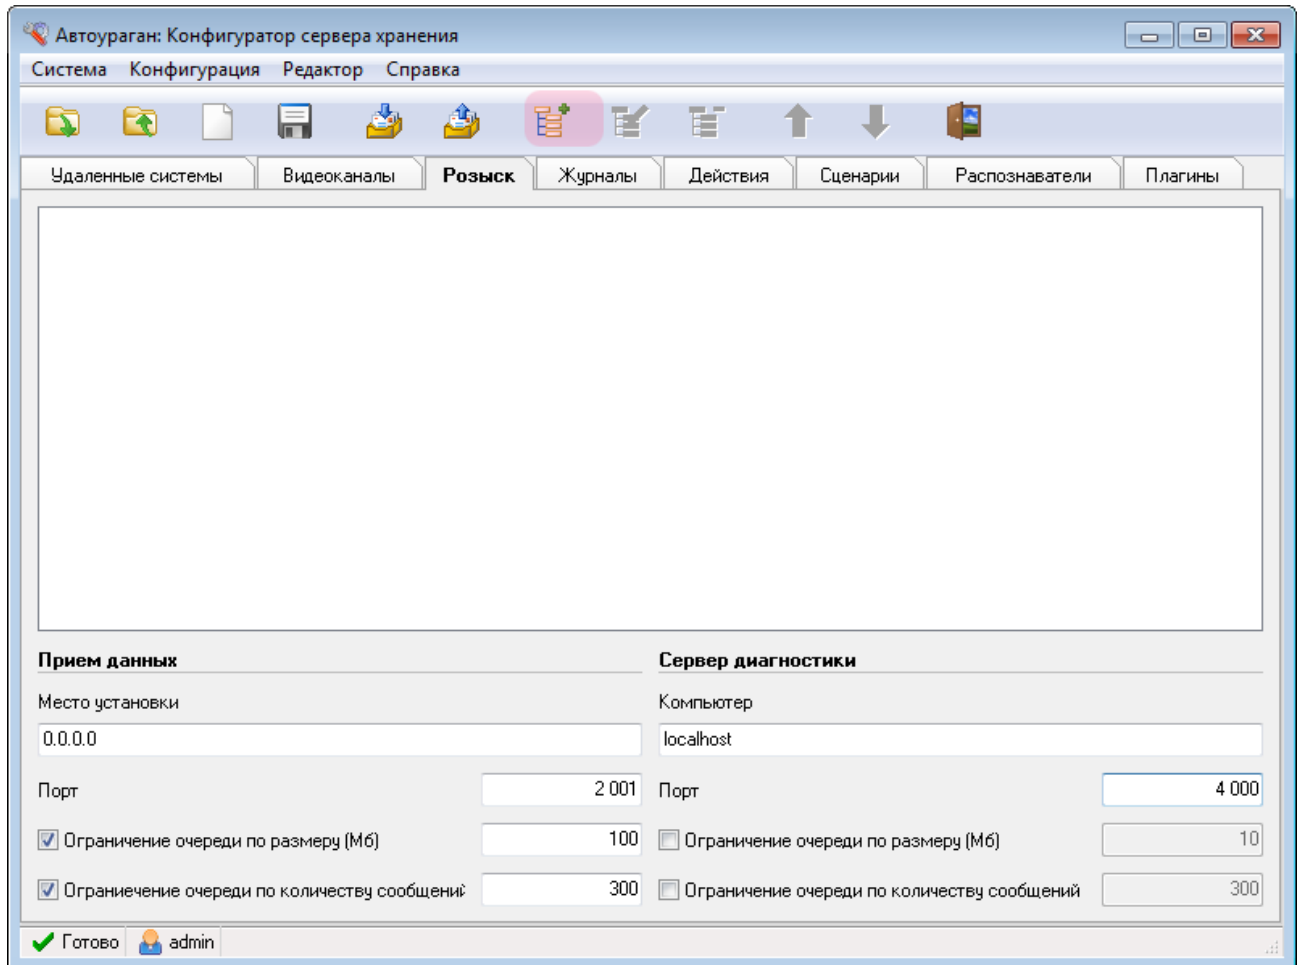 Автоураган: Конфигуратор сервера хранения
Система Конфигурация Редактор Справка
Удаленные системы Видеоканалы Розыск Журналы Действия Сценарии Распознаватели Плагины
Прием данных Сервер диагностики
Место установки Компьютер
0.0.0.0 localhost
Порт 2 001 Порт 4 000
Ограничение очереди по размеру (Мб) 100 Ограничение очереди по размеру (Мб) 10
Ограниечение очереди по количеству сообщений 300 Ограничение очереди по количеству сообщений 300
Готово admin